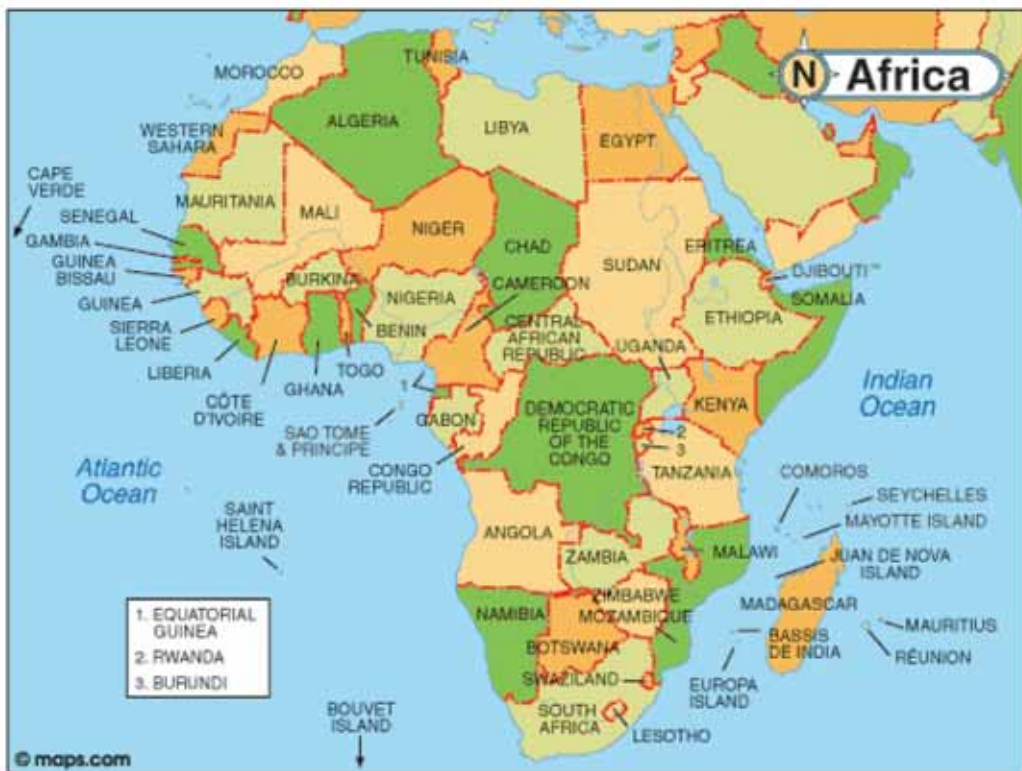 N Africa
MOROCCO
TUNISIA
ALGERIA
LIBYA
EGYPT
WESTERN
SAHARA
CAPE
VERDE
MAURITANIA
MALI
NIGER
CHAD
SUDAN
ERITREA
DJIBOUTI
SENEGAL
GAMBIA
GUINEA
BISSAU
GUINEA
SIERRA
LEONE
LIBERIA
CÔTE
D'IVOIRE
BURKINA
GHANA
TOGO
BENIN
NIGERIA
CAMEROON
CENTRAL
AFRICAN
REPUBLIC
ETHIOPIA
SOMALIA
UGANDA
KENYA
1
SAO TOME
& PRINCIPE
GABON
CONGO
REPUBLIC
DEMOCRATIC
REPUBLIC
OF THE
CONGO
2
3
TANZANIA
Indian
Ocean
Atlantic
Ocean
SAINT
HELENA
ISLAND
COMOROS
SEYCHELLES
MAYOTTE ISLAND
JUAN DE NOVA
ISLAND
ANGOLA
ZAMBIA
MALAWI
ZIMBABWE
MOZAMBIQUE
MADAGASCAR
MAURITIUS
RÉUNION
BASSIS
DE INDIA
EUROPA
ISLAND
NAMIBIA
BOTSWANA
SWAZILAND
SOUTH
AFRICA
LESOTHO
BOUVET
ISLAND
1. EQUATORIAL
GUINEA
2. RWANDA
3. BURUNDI
© maps.com